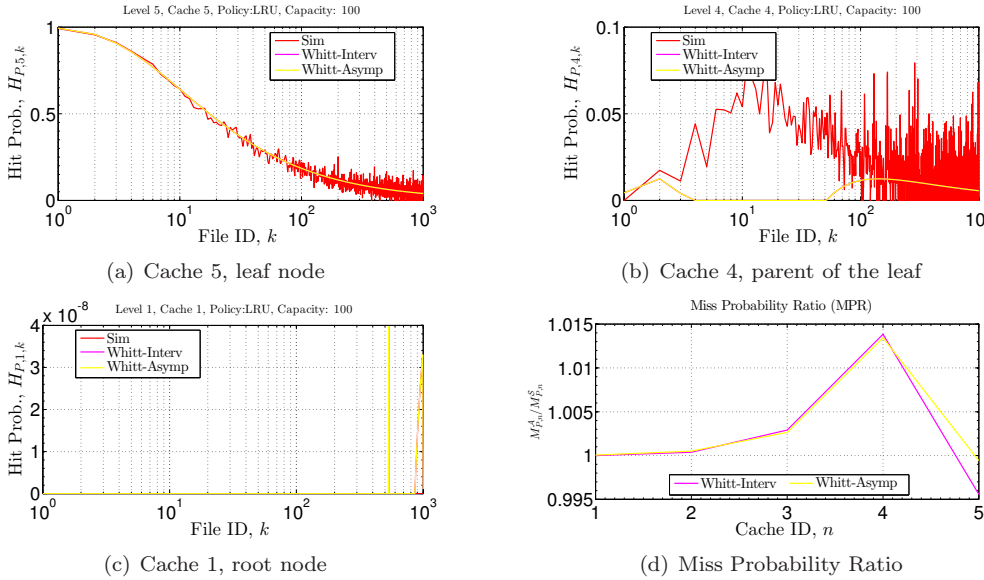 Level 5, Cache 5, Policy:LRU, Capacity: 100
Hit Prob., H_{P,5,k}
1
0.5
0
Sim
Whitt-Interv
Whitt-Asymp
10^0 10^1 10^2 10^3
File ID, k
(a) Cache 5, leaf node
Level 4, Cache 4, Policy:LRU, Capacity: 100
Hit Prob., H_{P,4,k}
0.1
0.05
0
Sim
Whitt-Interv
Whitt-Asymp
10^0 10^1 10^2 10^3
File ID, k
(b) Cache 4, parent of the leaf
Level 1, Cache 1, Policy:LRU, Capacity: 100
x 10^-8
Hit Prob., H_{P,1,k}
4
3
2
1
0
Sim
Whitt-Interv
Whitt-Asymp
10^0 10^1 10^2 10^3
File ID, k
(c) Cache 1, root node
Miss Probability Ratio (MPR)
M^A_{P,n}/M^S_{P,n}
1.015
1.01
1.005
1
0.995
Whitt-Interv Whitt-Asymp
1 2 3 4 5
Cache ID, n
(d) Miss Probability Ratio